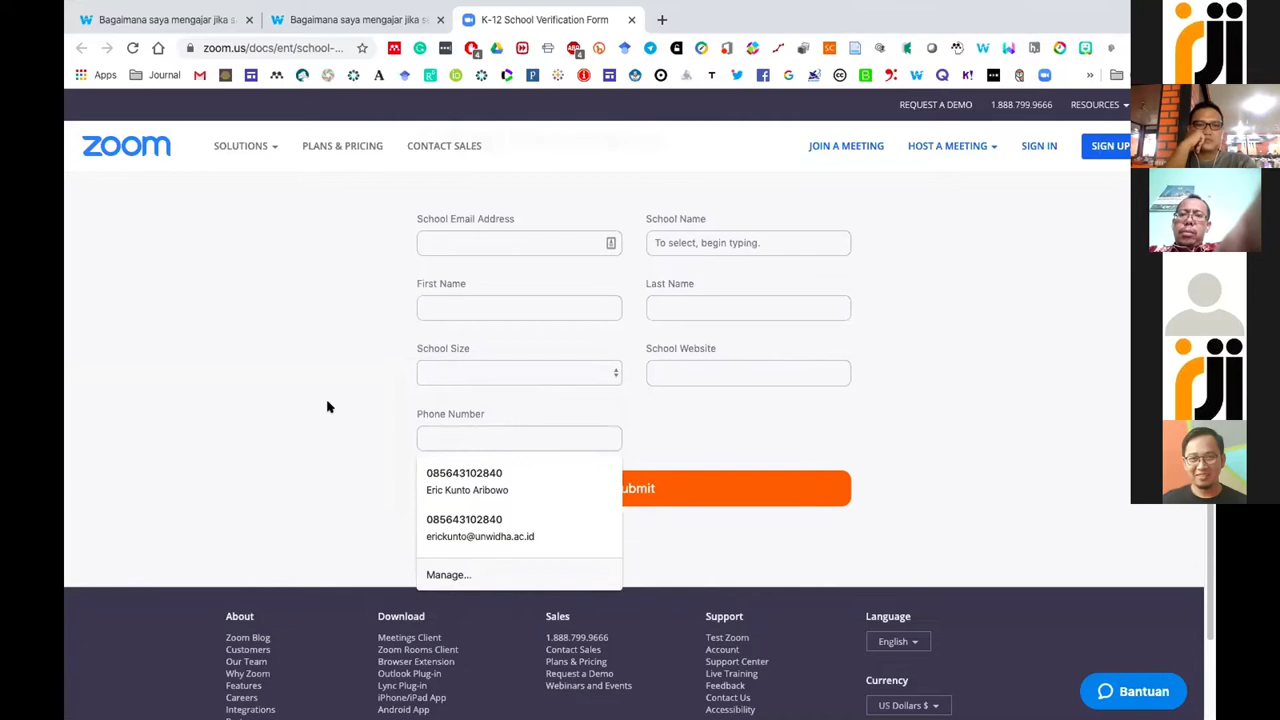 Bagaimana saya mengajar jika sa
Bagaimana saya mengajar jika se
K-12 School Verification Form
zoom.us/docs/ent/school-...
Apps
Journal
REQUEST A DEMO
1.888.799.9666
RESOURCES
zoom
SOLUTIONS
PLANS & PRICING
CONTACT SALES
JOIN A MEETING
HOST A MEETING
SIGN IN
SIGN UP
School Email Address
School Name
To select, begin typing.
First Name
Last Name
School Size
School Website
Phone Number
085643102840
Eric Kunto Aribowo
ubmit
085643102840
erickunto@unwidha.ac.id
Manage...
About
Zoom Blog
Customers
Our Team
Why Zoom
Features
Careers
Integrations
Download
Meetings Client
Zoom Rooms Client
Browser Extension
Outlook Plug-in
Lync Plug-in
iPhone/iPad App
Android App
Sales
1.888.799.9666
Contact Sales
Plans & Pricing
Request a Demo
Webinars and Events
Support
Test Zoom
Account
Support Center
Live Training
Feedback
Contact Us
Accessibility
Language
English
Currency
US Dollars $
Bantuan
rji
rji